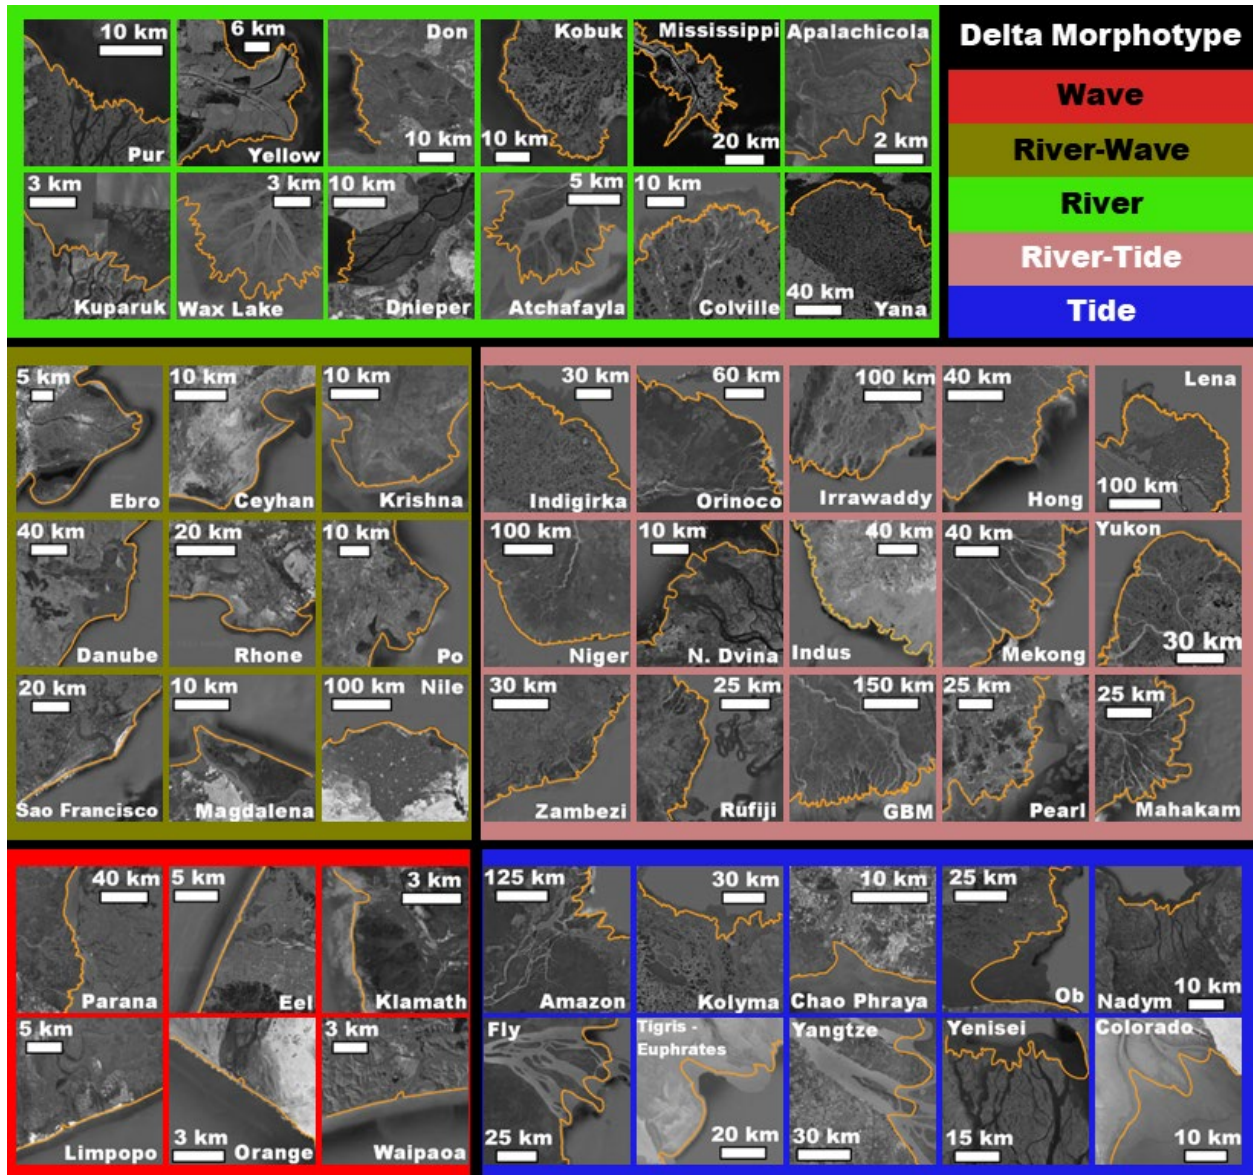 10 km
Pur
6 km
Yellow
Don
10 km
Kobuk
10 km
Mississippi
20 km
Apalachicola
2 km
3 km
Kuparuk
3 km
Wax Lake
10 km
Dnieper
5 km
Atchafayla
10 km
Colville
40 km
Yana
Delta Morphotype
Wave
River-Wave
River
River-Tide
Tide
5 km
Ebro
10 km
Ceyhan
10 km
Krishna
40 km
Danube
20 km
Rhone
10 km
Po
20 km
Sao Francisco
10 km
Magdalena
100 km
Nile
30 km
Indigirka
60 km
Orinoco
100 km
Irrawaddy
40 km
Hong
Lena
100 km
100 km
Niger
10 km
N. Dvina
40 km
Indus
40 km
Mekong
Yukon
30 km
30 km
Zambezi
25 km
Rufiji
150 km
GBM
25 km
Pearl
25 km
Mahakam
40 km
Parana
5 km
Eel
3 km
Klamath
5 km
Limpopo
3 km
Orange
3 km
Waipaoa
125 km
Amazon
30 km
Kolyma
10 km
Chao Phraya
25 km
Ob
Nadym
10 km
Fly
25 km
Tigris -
Euphrates
20 km
Yangtze
30 km
Yenisei
15 km
Colorado
10 km